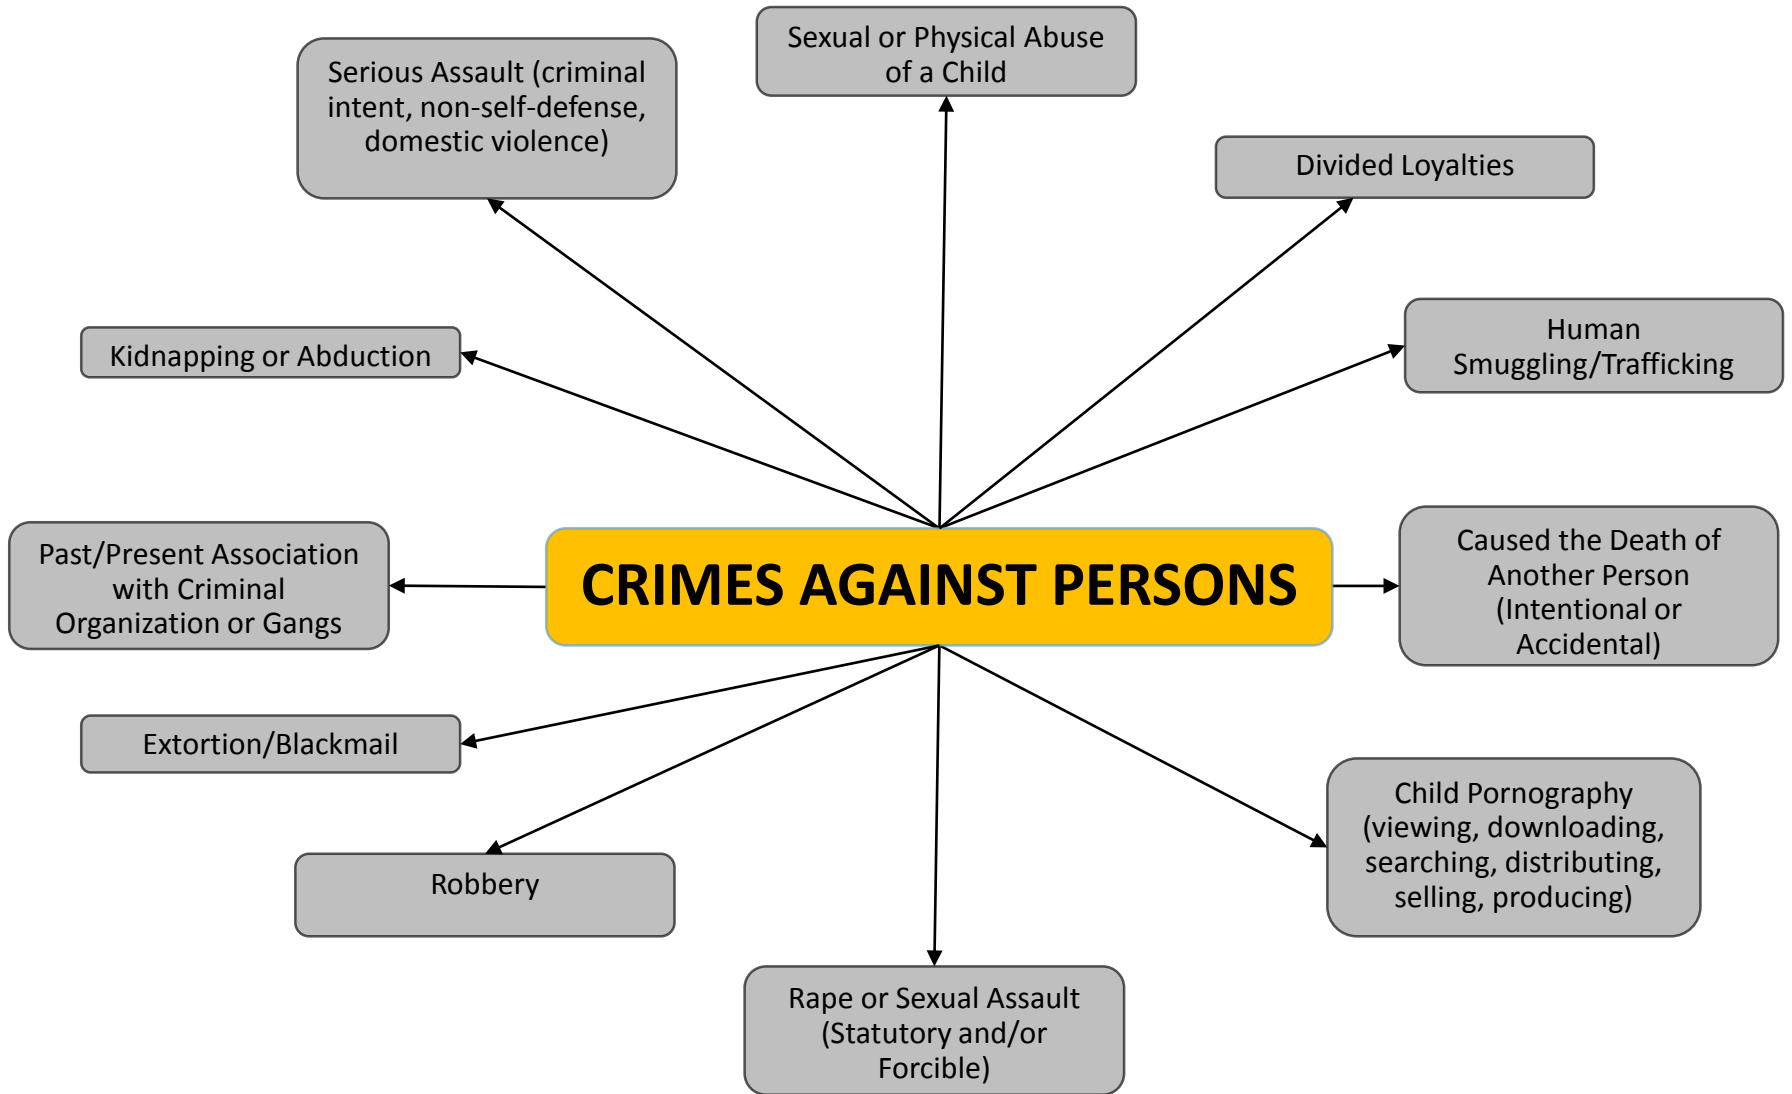 Sexual or Physical Abuse
of a Child
Serious Assault (criminal
intent, non-self-defense,
domestic violence)
Divided Loyalties
Human
Smuggling/Trafficking
Kidnapping or Abduction
Past/Present Association
with Criminal
Organization or Gangs
CRIMES AGAINST PERSONS
Caused the Death of
Another Person
(Intentional or
Accidental)
Extortion/Blackmail
Child Pornography
(viewing, downloading,
searching, distributing,
selling, producing)
Robbery
Rape or Sexual Assault
(Statutory and/or
Forcible)